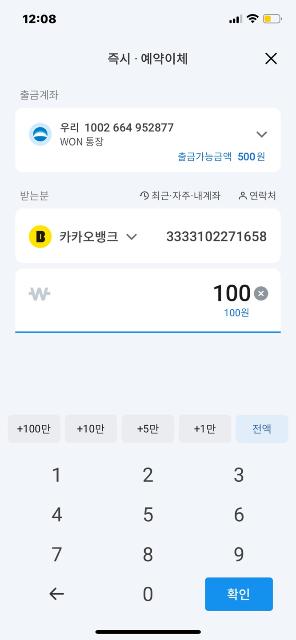 12:08
즉시 · 예약이체
출금계좌
우리 1002 664 952877
WON 통장
출금가능금액 500원
받는분 최근·자주·내계좌 연락처
카카오뱅크 3333102271658
₩ 100
100원
+100만 +10만 +5만 +1만 전액
1 2 3
4 5 6
7 8 9
← 0 확인